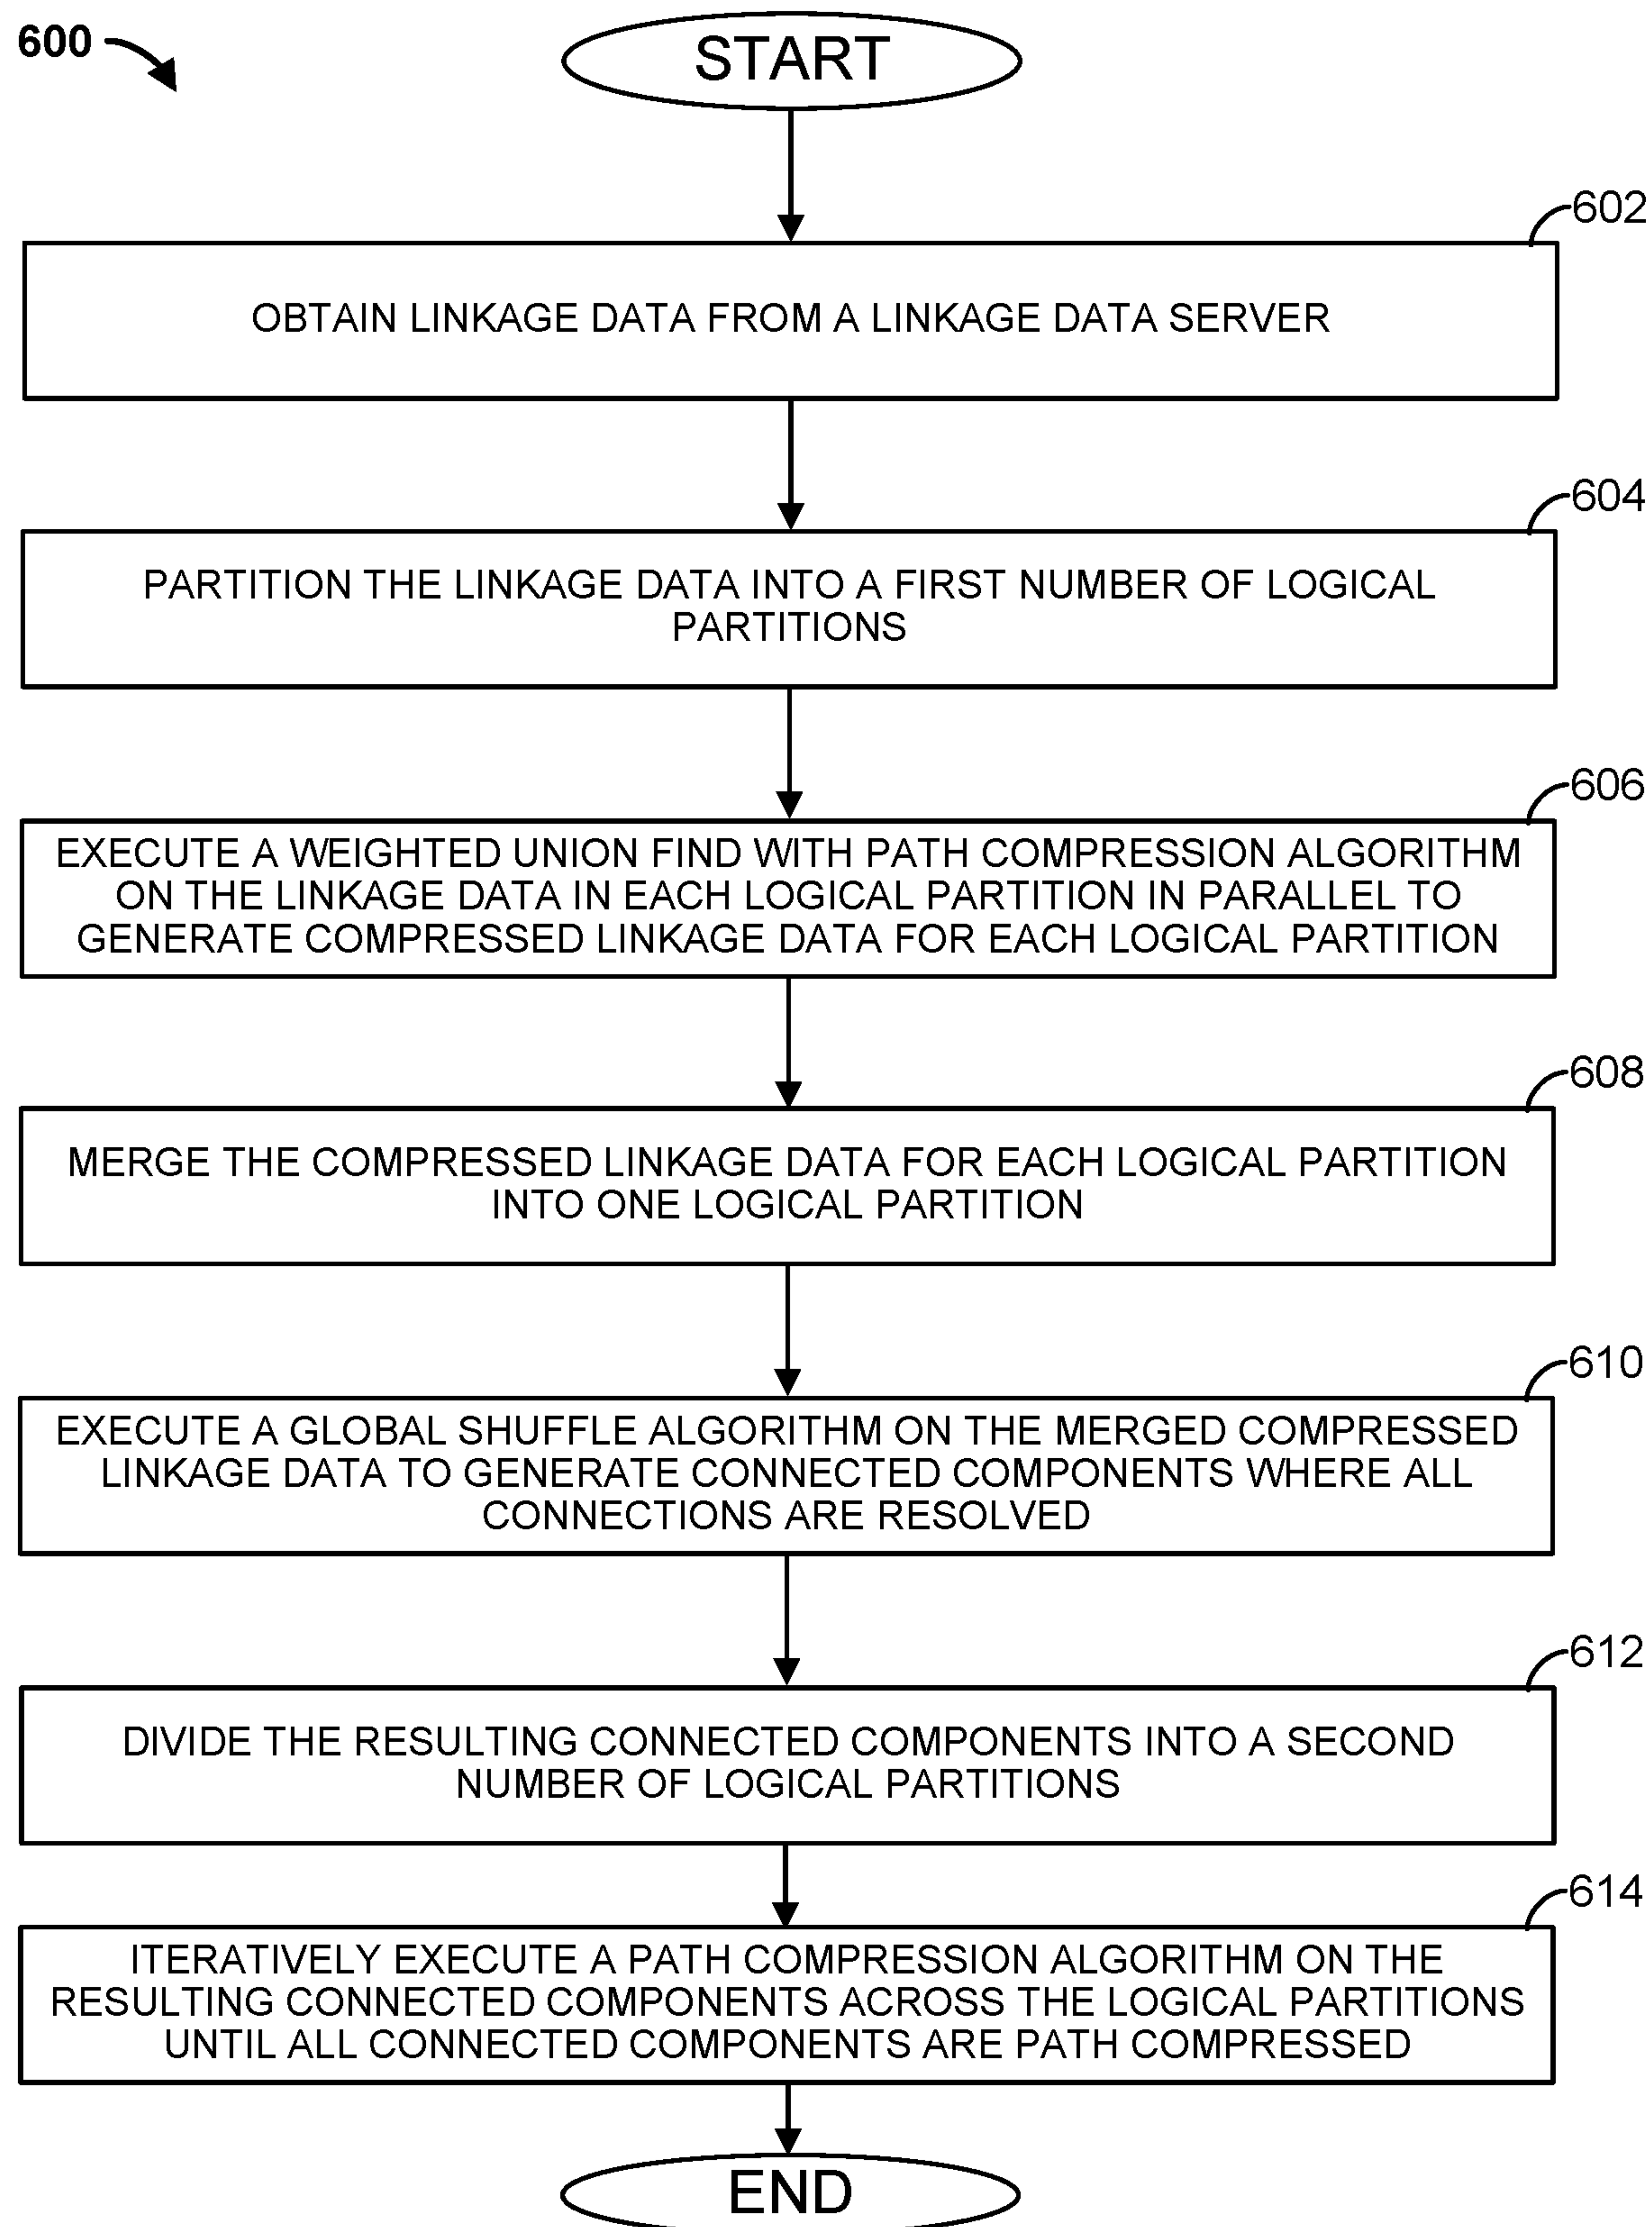 600
START
602
OBTAIN LINKAGE DATA FROM A LINKAGE DATA SERVER
604
PARTITION THE LINKAGE DATA INTO A FIRST NUMBER OF LOGICAL
PARTITIONS
606
EXECUTE A WEIGHTED UNION FIND WITH PATH COMPRESSION ALGORITHM
ON THE LINKAGE DATA IN EACH LOGICAL PARTITION IN PARALLEL TO
GENERATE COMPRESSED LINKAGE DATA FOR EACH LOGICAL PARTITION
608
MERGE THE COMPRESSED LINKAGE DATA FOR EACH LOGICAL PARTITION
INTO ONE LOGICAL PARTITION
610
EXECUTE A GLOBAL SHUFFLE ALGORITHM ON THE MERGED COMPRESSED
LINKAGE DATA TO GENERATE CONNECTED COMPONENTS WHERE ALL
CONNECTIONS ARE RESOLVED
612
DIVIDE THE RESULTING CONNECTED COMPONENTS INTO A SECOND
NUMBER OF LOGICAL PARTITIONS
614
ITERATIVELY EXECUTE A PATH COMPRESSION ALGORITHM ON THE
RESULTING CONNECTED COMPONENTS ACROSS THE LOGICAL PARTITIONS
UNTIL ALL CONNECTED COMPONENTS ARE PATH COMPRESSED
END